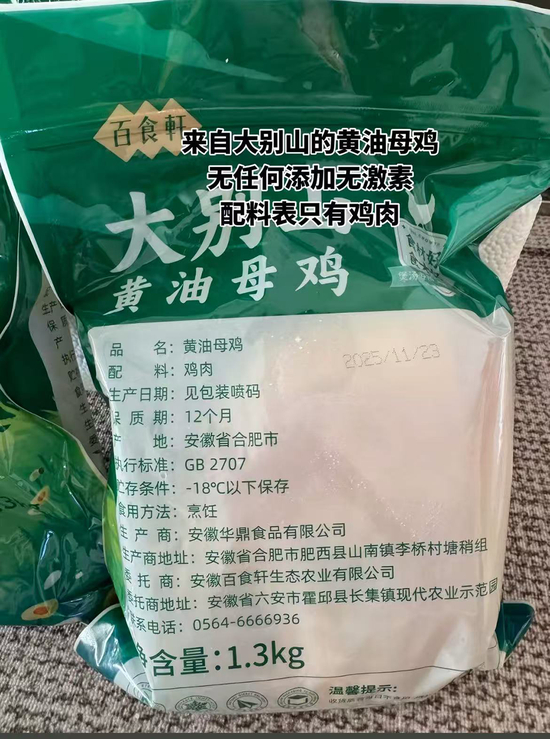 百食軒
来自大别山的黄油母鸡
无任何添加无激素
配料表只有鸡肉
大别
黄油母鸡
品 名：黄油母鸡
2025/11/23
配 料：鸡肉
生产日期：见包装喷码
保质期：12个月
产 地：安徽省合肥市
执行标准：GB 2707
贮存条件：-18℃以下保存
食用方法：烹饪
生产商：安徽华鼎食品有限公司
生产商地址：安徽省合肥市肥西县山南镇李桥村塘稍组
委托商：安徽百食轩生态农业有限公司
委托商地址：安徽省六安市霍邱县长集镇现代农业示范园
联系电话：0564-6666936
净含量：1.3kg
温馨提示：